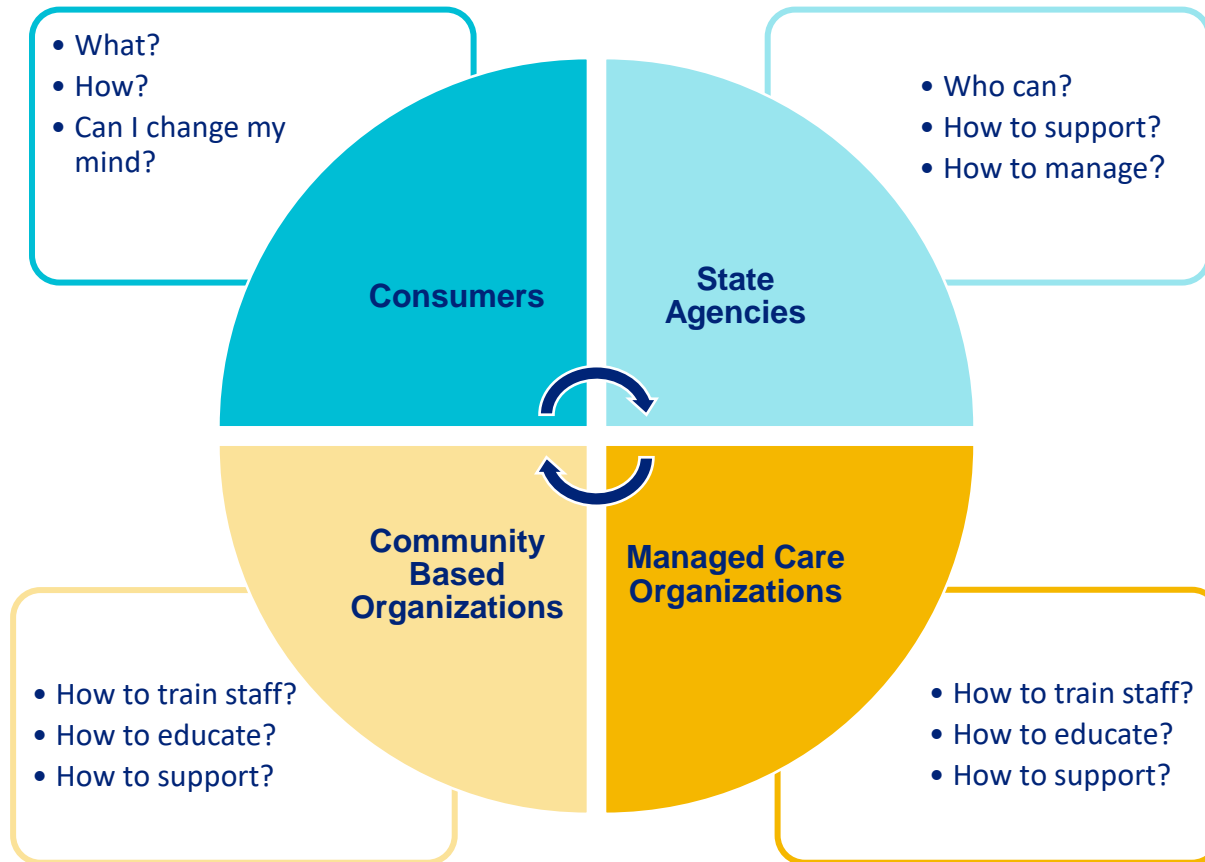 • What?
• How?
• Can I change my
mind?
• Who can?
• How to support?
• How to manage?
Consumers
State
Agencies
Community
Based
Organizations
Managed Care
Organizations
• How to train staff?
• How to educate?
• How to support?
• How to train staff?
• How to educate?
• How to support?